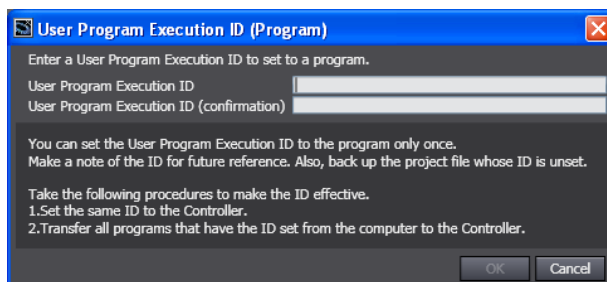 User Program Execution ID (Program)
Enter a User Program Execution ID to set to a program.
User Program Execution ID
User Program Execution ID (confirmation)
You can set the User Program Execution ID to the program only once.
Make a note of the ID for future reference. Also, back up the project file whose ID is unset.
Take the following procedures to make the ID effective.
1.Set the same ID to the Controller.
2.Transfer all programs that have the ID set from the computer to the Controller.
OK Cancel